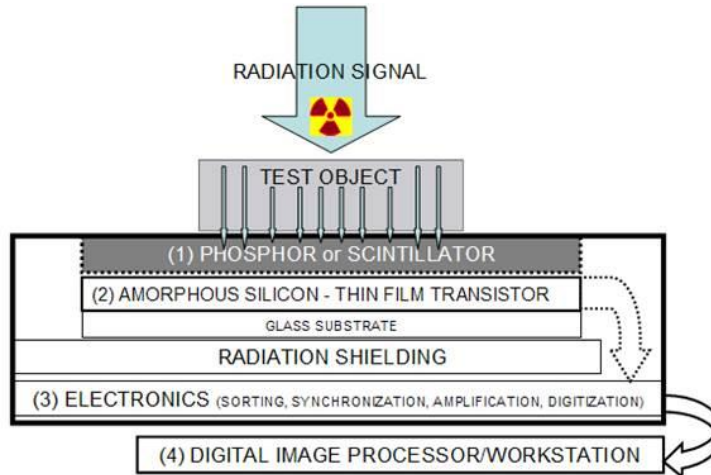 RADIATION SIGNAL
TEST OBJECT
(1) PHOSPHOR or SCINTILLATOR
(2) AMORPHOUS SILICON - THIN FILM TRANSISTOR
GLASS SUBSTRATE
RADIATION SHIELDING
(3) ELECTRONICS (SORTING, SYNCHRONIZATION, AMPLIFICATION, DIGITIZATION)
(4) DIGITAL IMAGE PROCESSOR/WORKSTATION